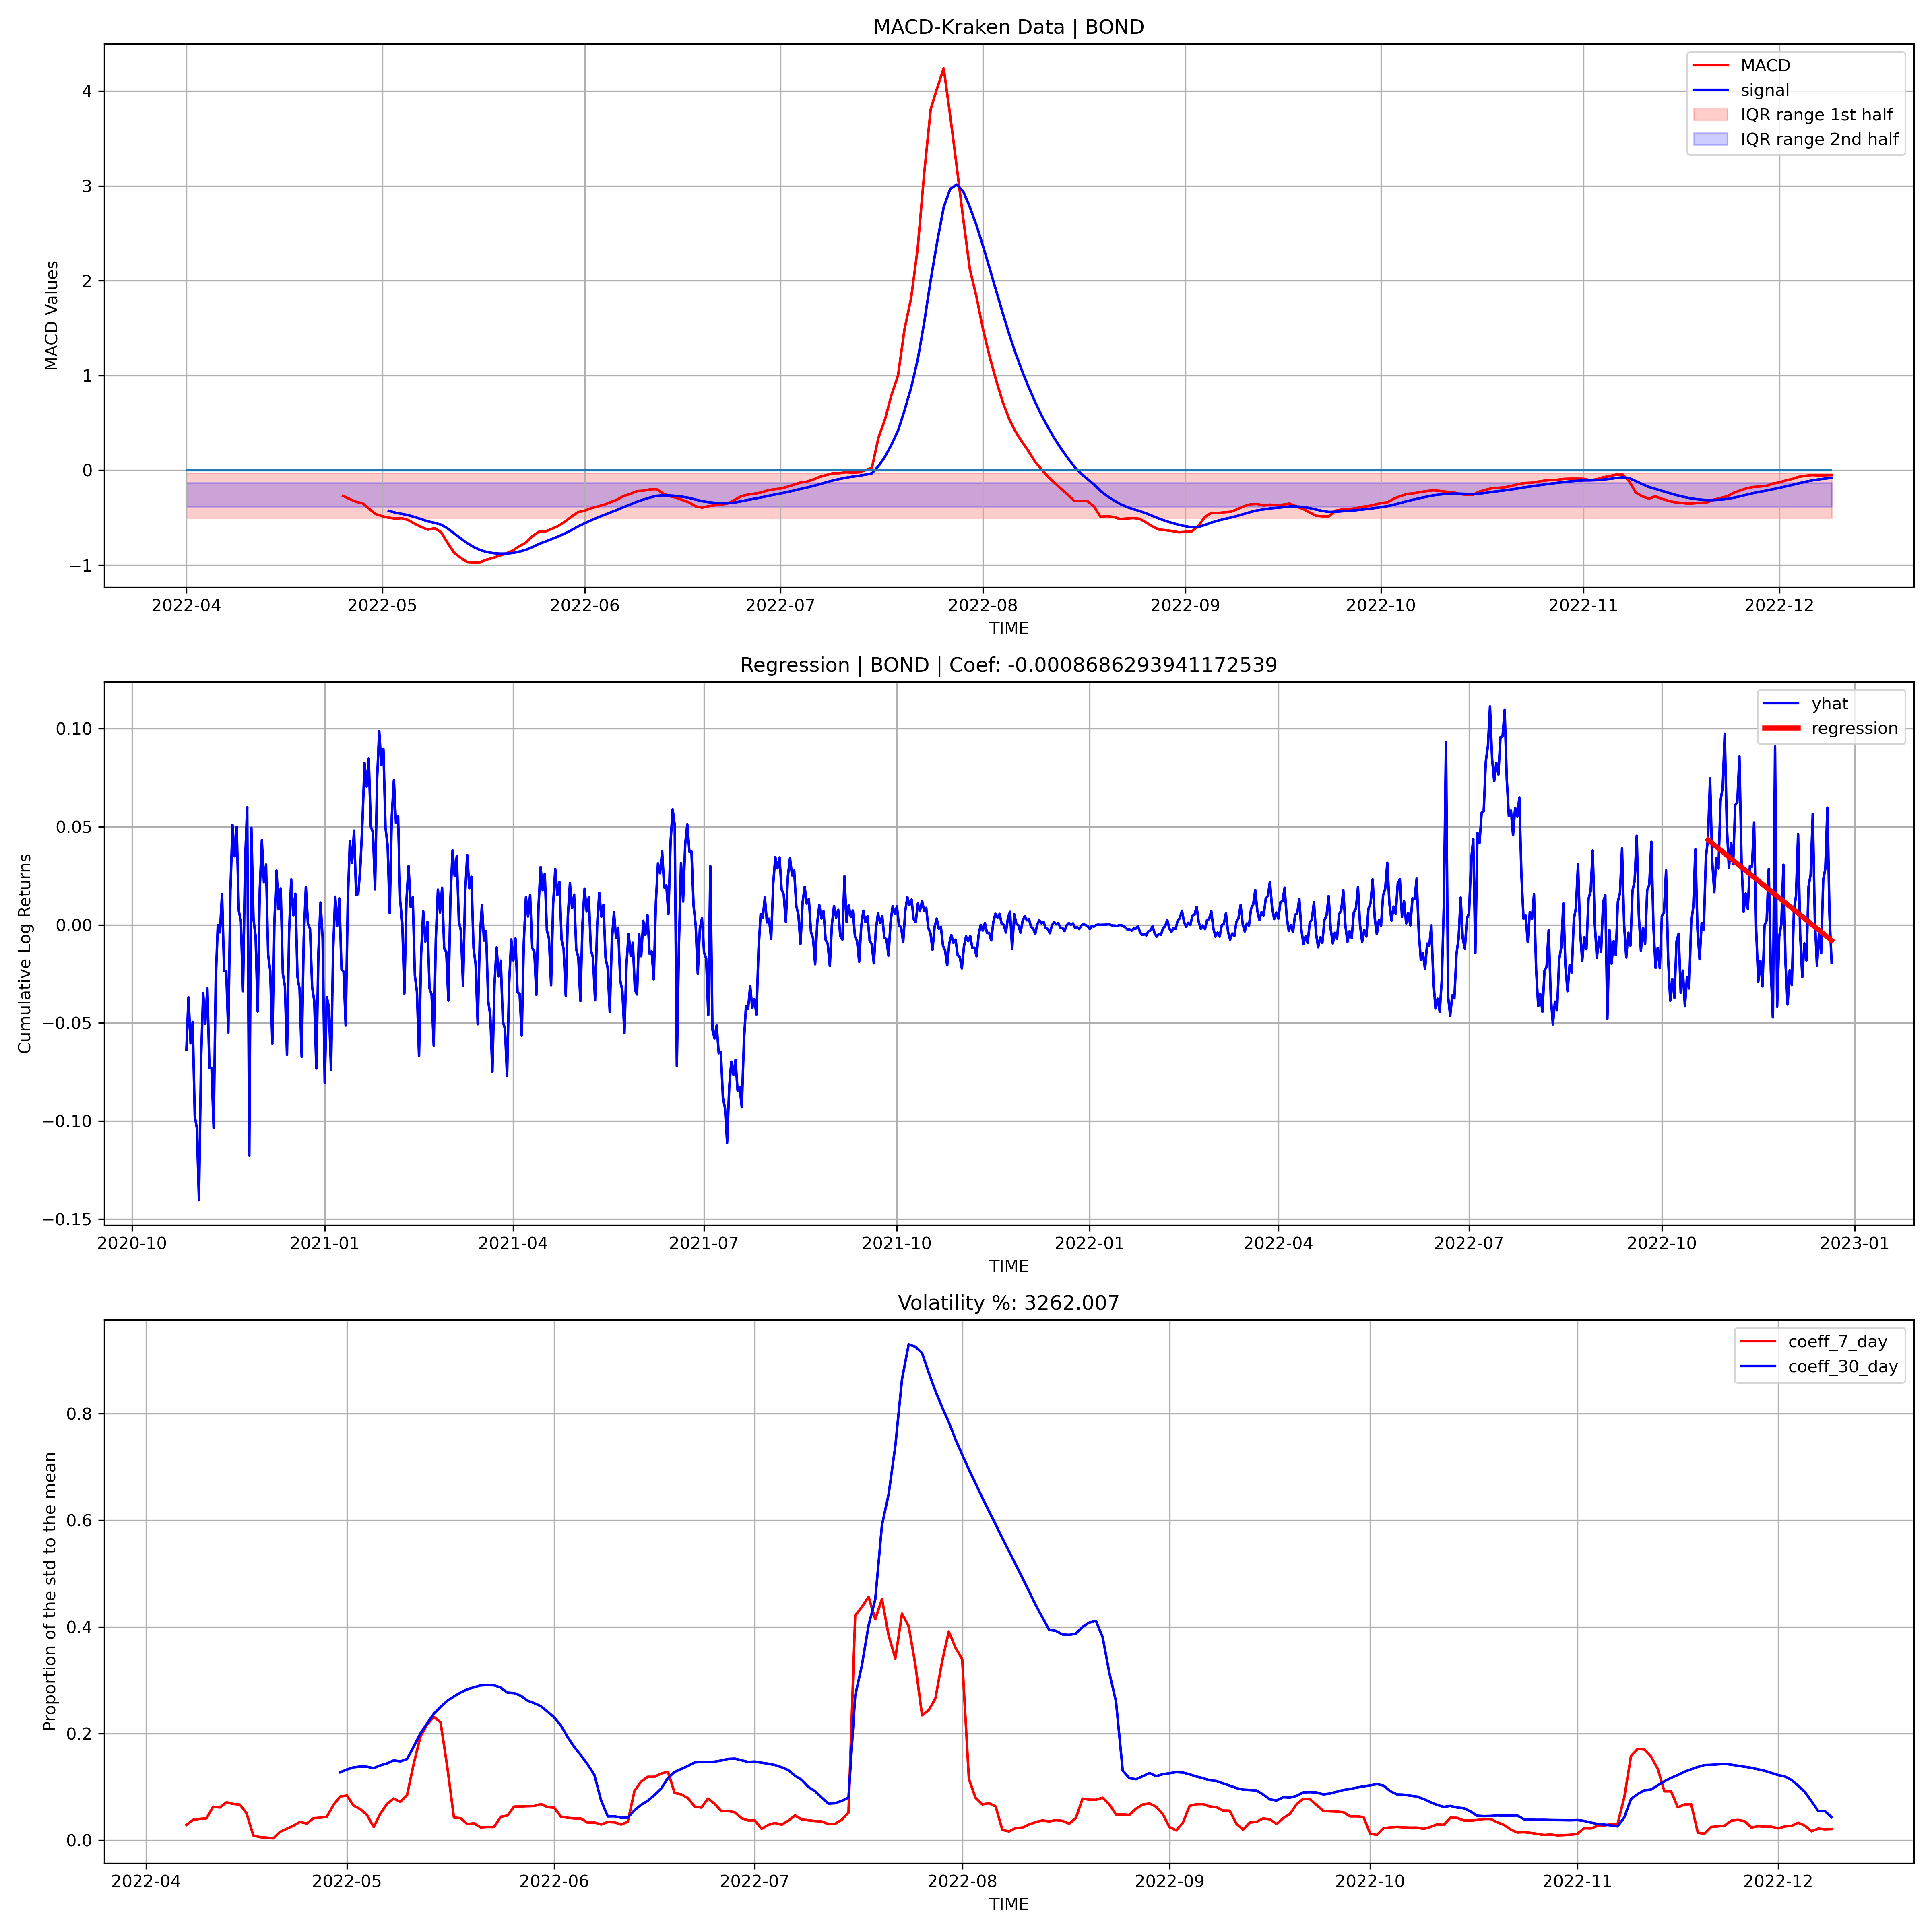 MACD-Kraken Data | BOND
MACD
signal
IQR range 1st half
IQR range 2nd half
MACD Values
4
3
2
1
0
−1
2022-04 2022-05 2022-06 2022-07 2022-08 2022-09 2022-10 2022-11 2022-12
TIME
Regression | BOND | Coef: -0.0008686293941172539
yhat
regression
Cumulative Log Returns
0.10
0.05
0.00
−0.05
−0.10
−0.15
2020-10 2021-01 2021-04 2021-07 2021-10 2022-01 2022-04 2022-07 2022-10 2023-01
TIME
Volatility %: 3262.007
coeff_7_day
coeff_30_day
Proportion of the std to the mean
0.8
0.6
0.4
0.2
0.0
2022-04 2022-05 2022-06 2022-07 2022-08 2022-09 2022-10 2022-11 2022-12
TIME